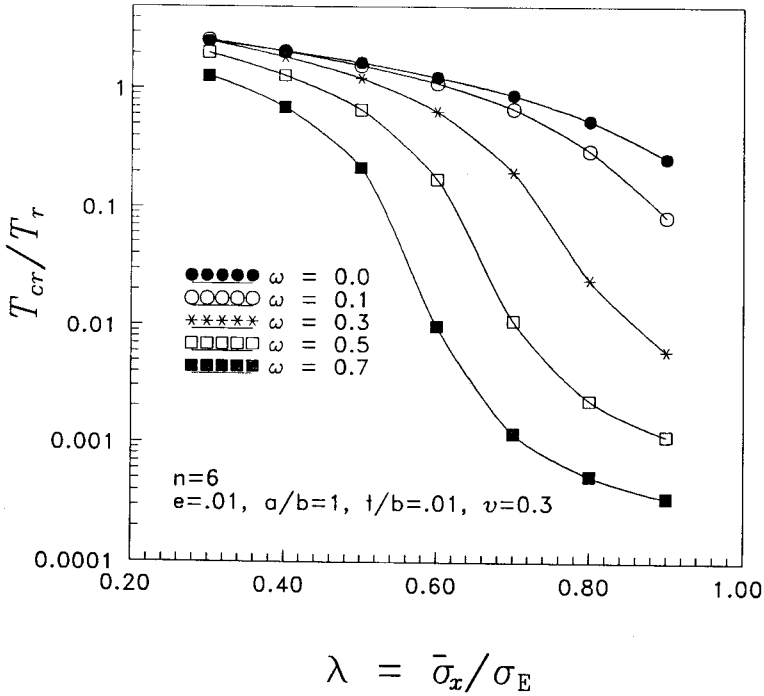 T_cr/T_r
1
0.1
0.01
0.001
0.0001
ω = 0.0
ω = 0.1
ω = 0.3
ω = 0.5
ω = 0.7
n=6
e=.01, a/b=1, t/b=.01, ν=0.3
0.20 0.40 0.60 0.80 1.00
λ = σ̄_x/σ_E